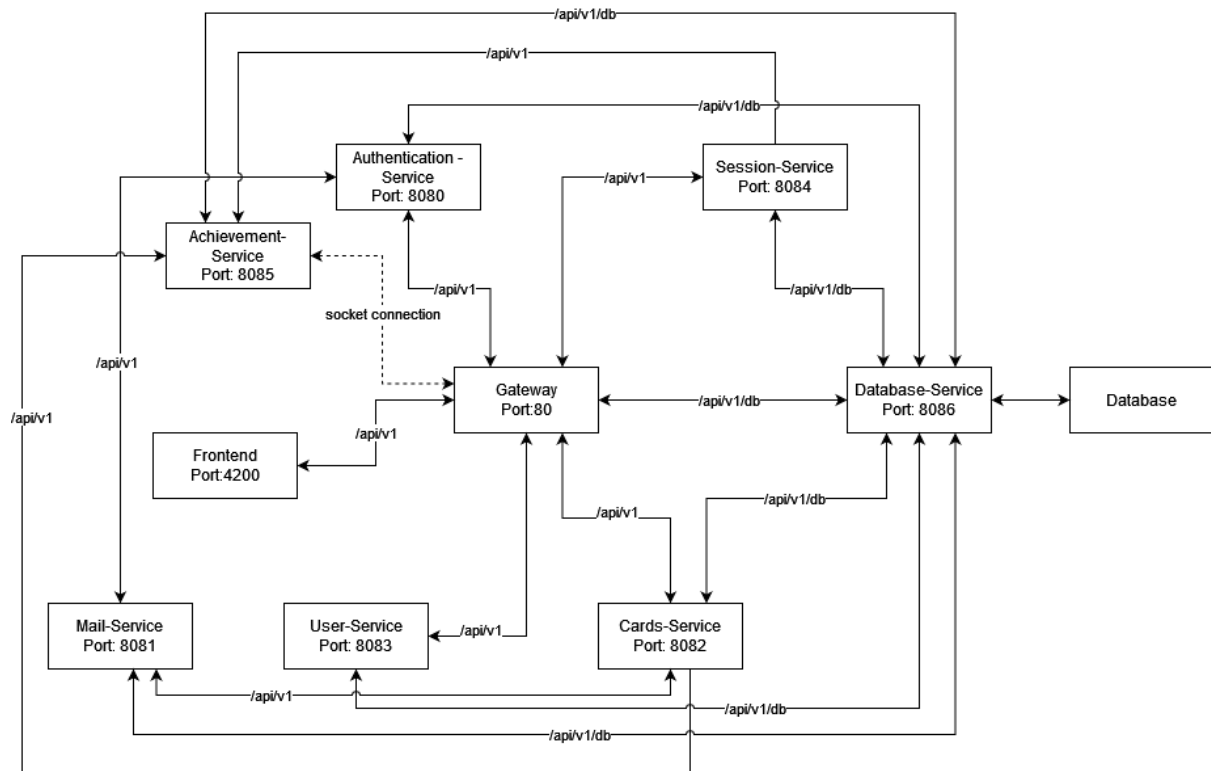 /api/v1/db
/api/v1
/api/v1/db
Authentication -
Service
Port: 8080
Session-Service
Port: 8084
/api/v1
Achievement-
Service
Port: 8085
/api/v1
/api/v1/db
socket connection
/api/v1
/api/v1
Gateway
Port:80
/api/v1/db
Database-Service
Port: 8086
Database
/api/v1
Frontend
Port:4200
/api/v1/db
/api/v1
Mail-Service
Port: 8081
User-Service
Port: 8083
/api/v1
Cards-Service
Port: 8082
/api/v1
/api/v1/db
/api/v1/db